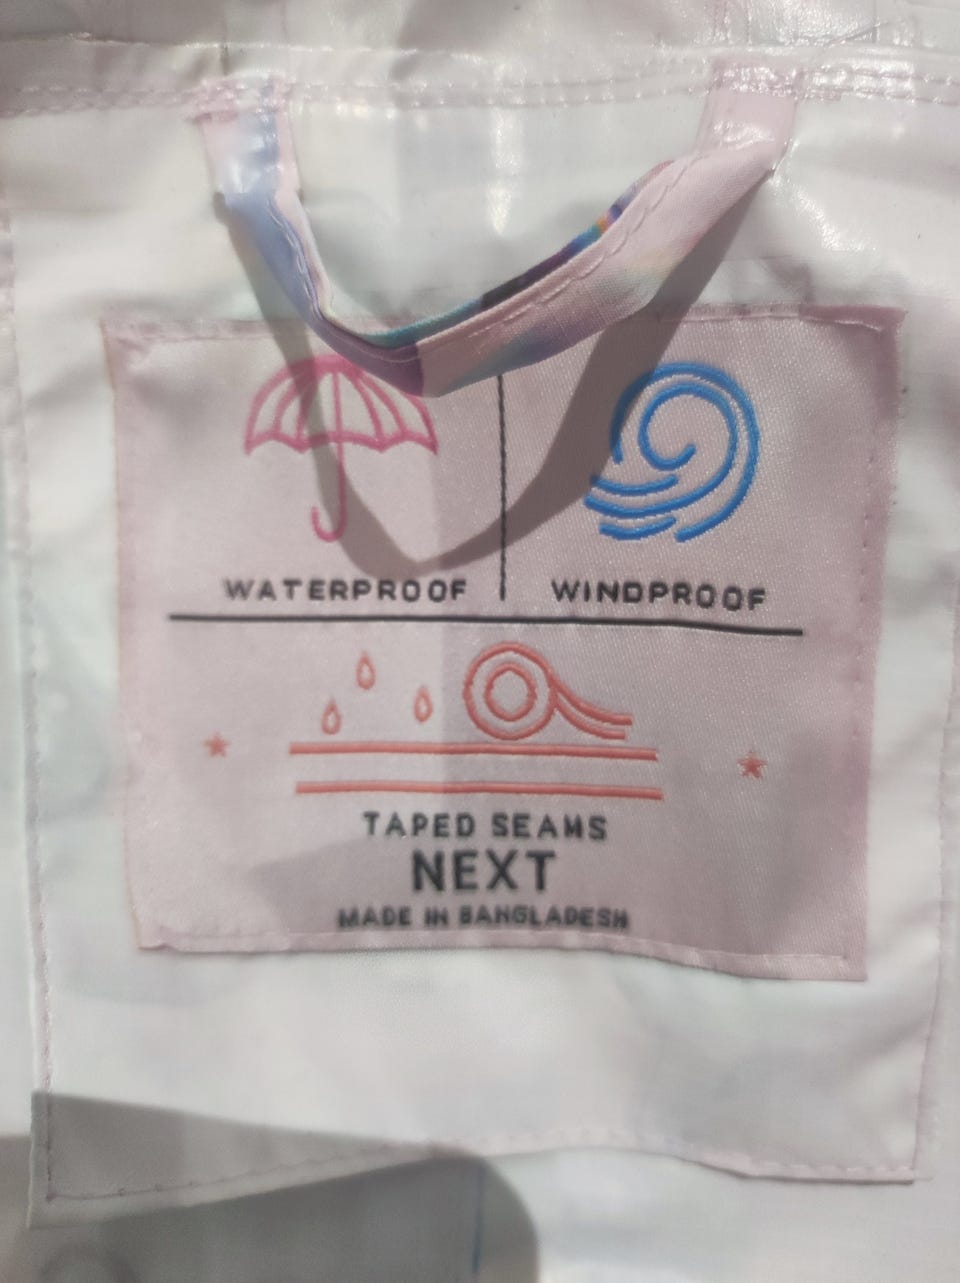 WATERPROOF
WINDPROOF
TAPED SEAMS
NEXT
MADE IN BANGLADESH